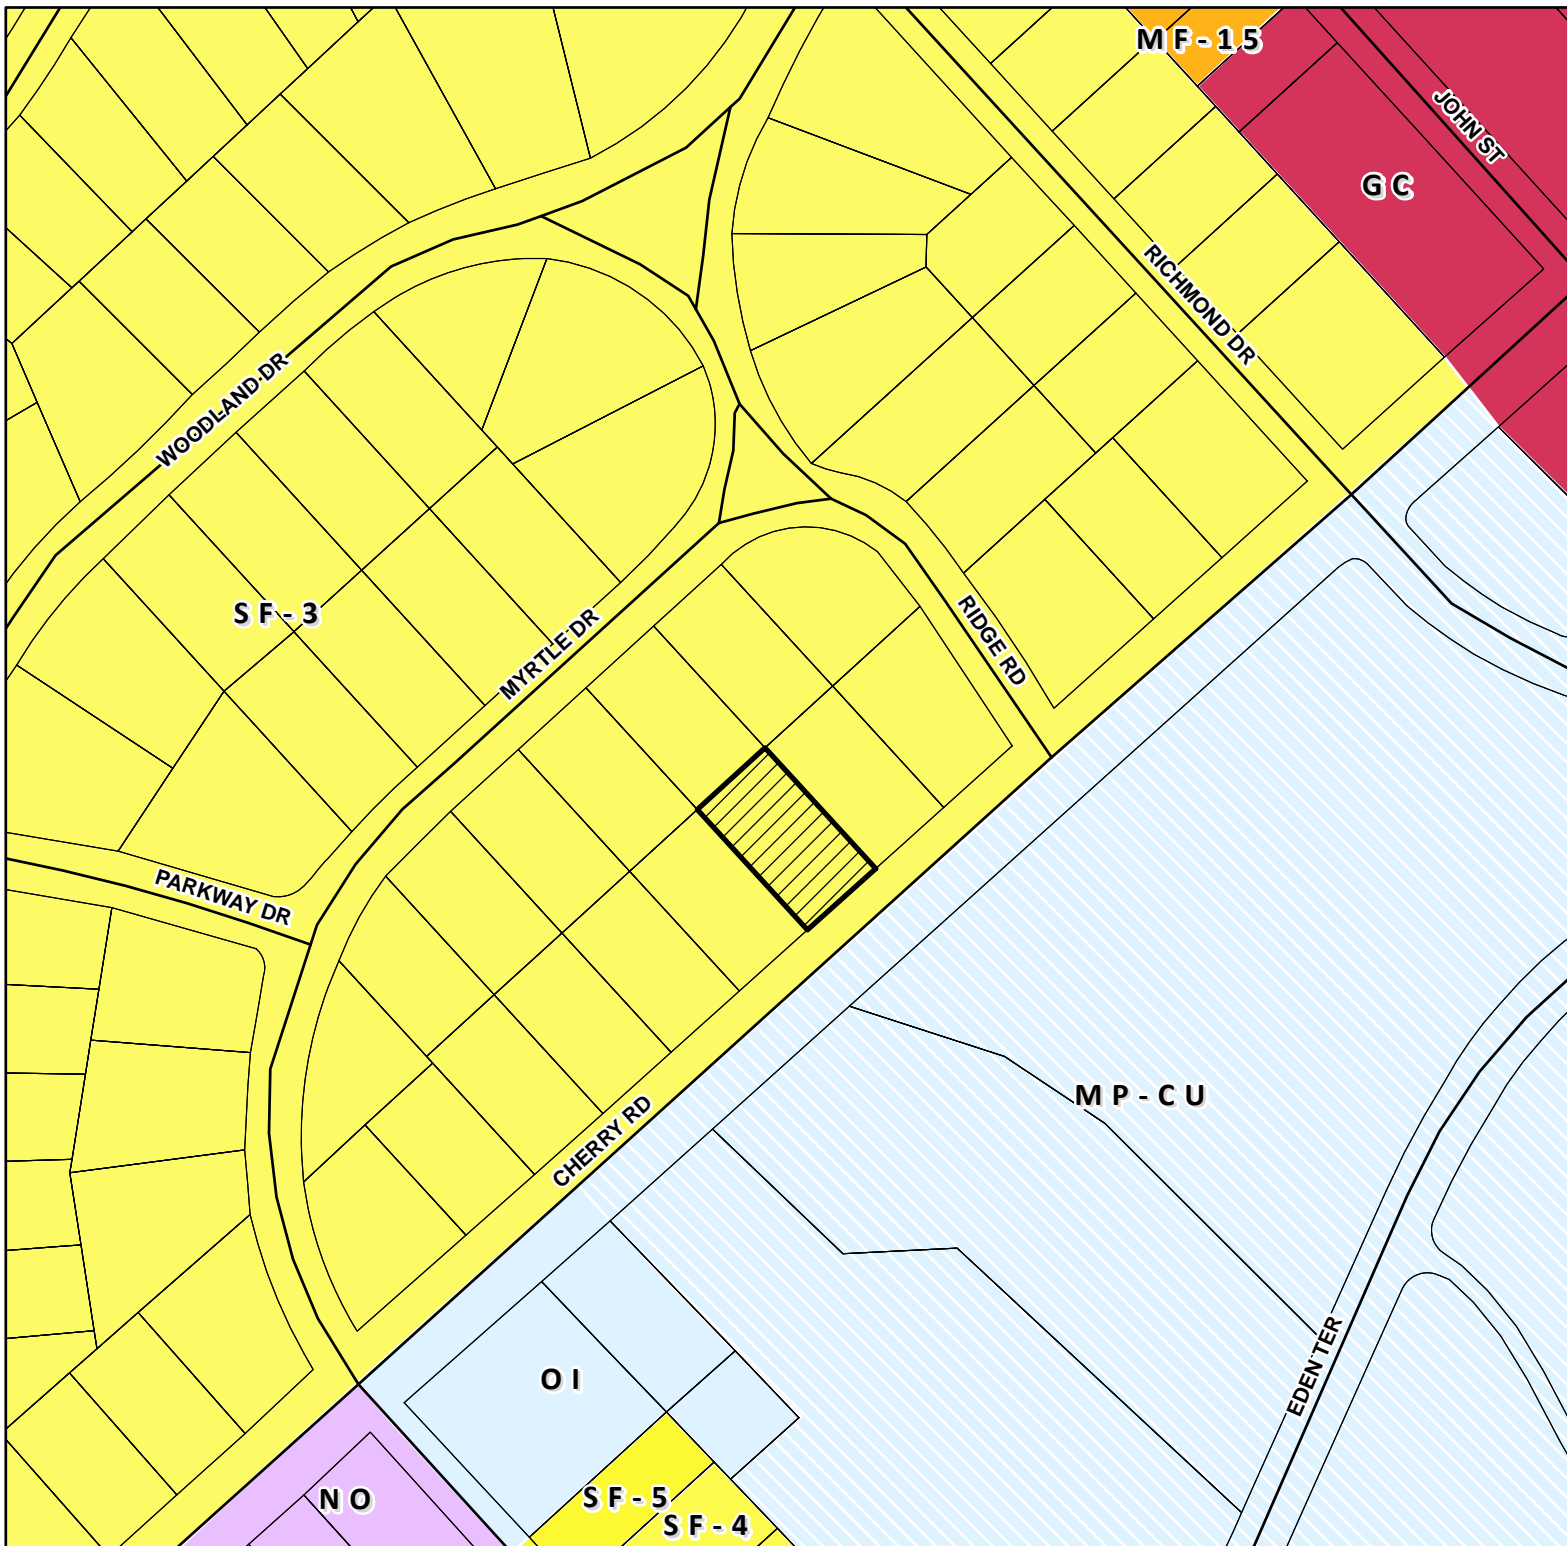 MF-15
JOHN ST
GC
RICHMOND DR
WOODLAND DR
SF-3
MYRTLE DR
RIDGE RD
PARKWAY DR
CHERRY RD
MP-CU
EDEN TER
OI
NO
SF-5
SF-4